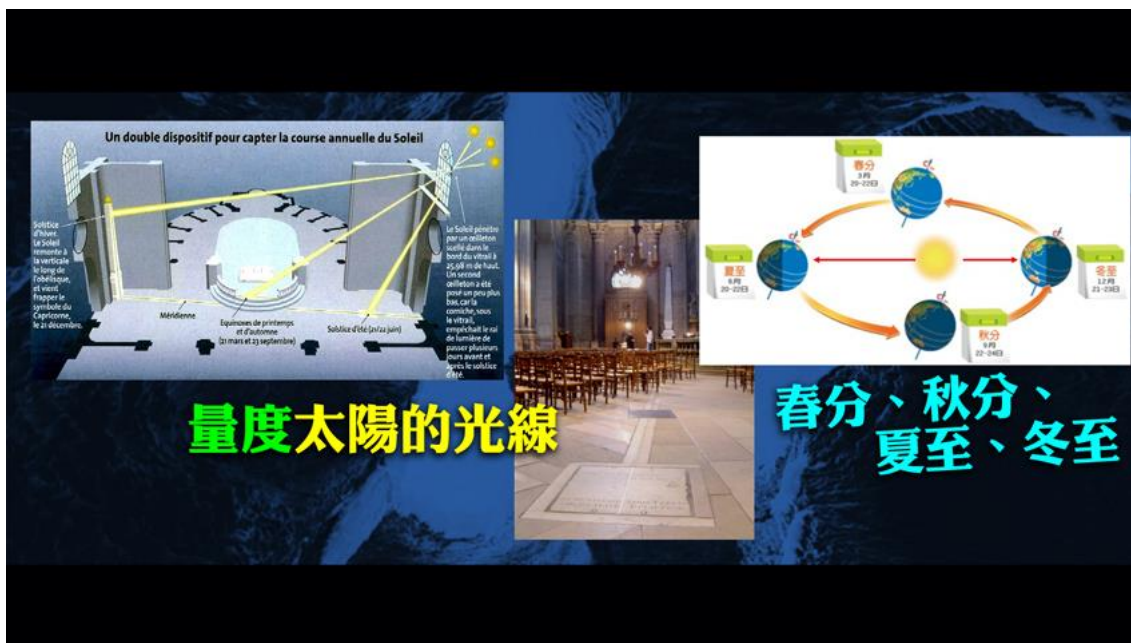 Un double dispositif pour capter la course annuelle du Soleil
Solstice
d'hiver.
Le Soleil
remonte à
la verticale
le long de
l'obélisque,
et vient
frapper le
symbole du
Capricorne,
le 21 décembre.
Méridienne
Equinoxes de printemps
et d'automne
(21 mars et 23 septembre)
Solstice d'été (21/22 juin)
Le Soleil pénètre
par un œilleton
scellé dans le
bord du vitrail à
25,98 m de haut.
Un second
œilleton a été
posé un peu plus
bas, car la
corniche, sous
le vitrail,
empêchait le rai
de lumière de
passer plusieurs
jours avant et
après le solstice
d'été.
春分
3月
20-22日
夏至
6月
20-22日
冬至
12月
21-23日
秋分
9月
22-24日
量度太陽的光線
春分、秋分、
夏至、冬至